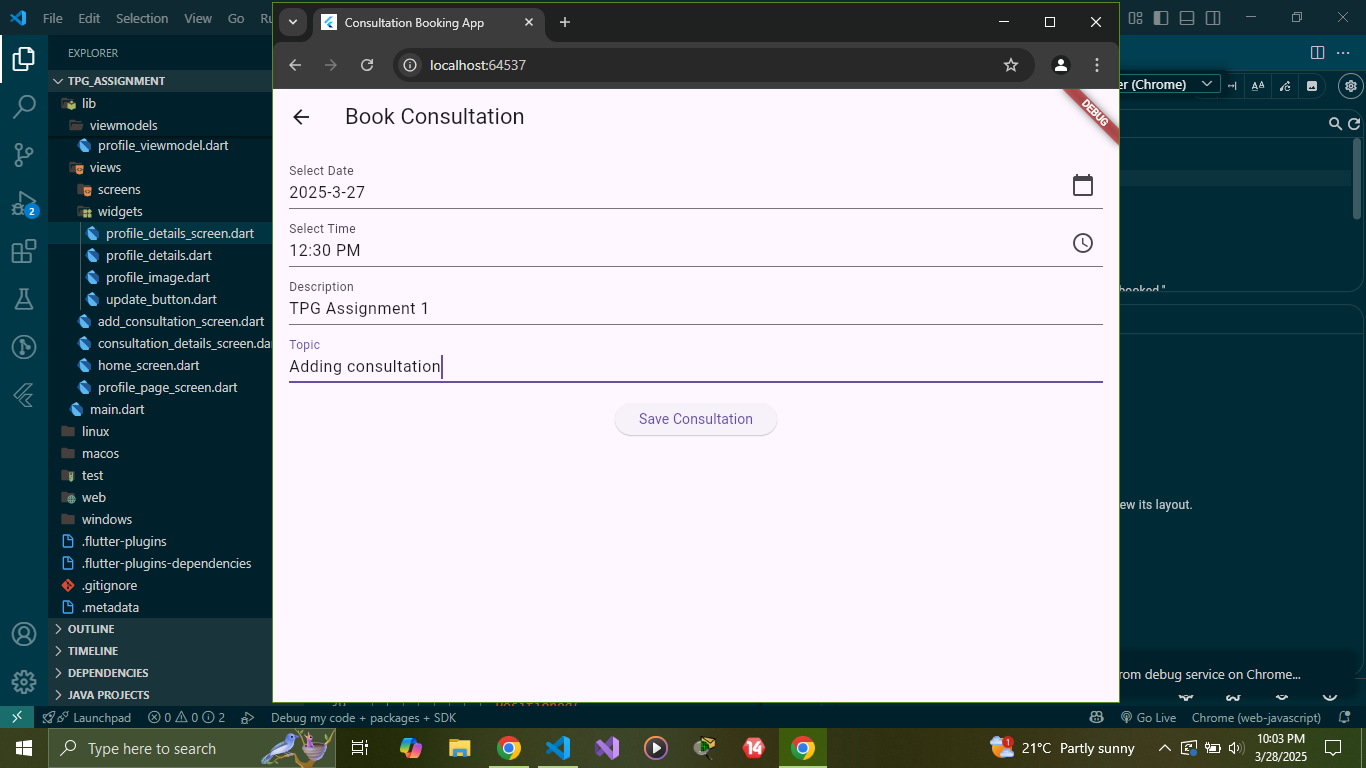 File Edit Selection View Go
Consultation Booking App
localhost:64537
EXPLORER
TPG_ASSIGNMENT
lib
viewmodels
profile_viewmodel.dart
views
screens
widgets
profile_details_screen.dart
profile_details.dart
profile_image.dart
update_button.dart
add_consultation_screen.dart
consultation_details_screen.da
home_screen.dart
profile_page_screen.dart
main.dart
linux
macos
test
web
windows
.flutter-plugins
.flutter-plugins-dependencies
.gitignore
.metadata
OUTLINE
TIMELINE
DEPENDENCIES
JAVA PROJECTS
2
Book Consultation
DEBUG
Select Date
2025-3-27
Select Time
12:30 PM
Description
TPG Assignment 1
Topic
Adding consultation
Save Consultation
er (Chrome)
booked."
ew its layout.
rom debug service on Chrome...
Launchpad 0 0 2 Debug my code + packages + SDK Go Live Chrome (web-javascript)
Type here to search
14
1
21°C Partly sunny
10:03 PM
3/28/2025